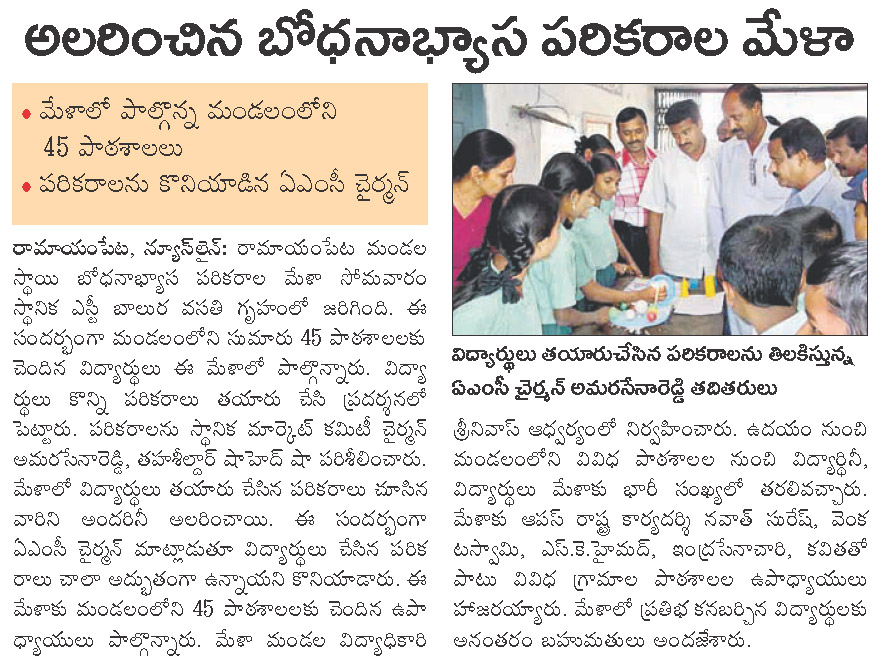 అలరించిన బోధనాభ్యాస పరికరాల మేళా
• మేళాలో పాల్గొన్న మండలంలోని
45 పాఠశాలలు
• పరికరాలను కొనియాడిన ఏఎంసీ చైర్మన్
రామాయంపేట, న్యూస్‌లైన్: రామాయంపేట మండల
స్థాయి బోధనాభ్యాస పరికరాల మేళా సోమవారం
స్థానిక ఎస్టీ బాలుర వసతి గృహంలో జరిగింది. ఈ
సందర్భంగా మండలంలోని సుమారు 45 పాఠశాలలకు
చెందిన విద్యార్థులు ఈ మేళాలో పాల్గొన్నారు. విద్యా
ర్థులు కొన్ని పరికరాలు తయారు చేసి ప్రదర్శనలో
పెట్టారు. పరికరాలను స్థానిక మార్కెట్ కమిటీ చైర్మన్
అమరసేనారెడ్డి, తహశీల్దార్ షాహెద్ షా పరిశీలించారు.
మేళాలో విద్యార్థులు తయారు చేసిన పరికరాలు చూసిన
వారిని అందరినీ అలరించాయి. ఈ సందర్భంగా
ఏఎంసీ చైర్మన్ మాట్లాడుతూ విద్యార్థులు చేసిన పరిక
రాలు చాలా అద్భుతంగా ఉన్నాయని కొనియాడారు. ఈ
మేళాకు మండలంలోని 45 పాఠశాలలకు చెందిన ఉపా
ధ్యాయులు పాల్గొన్నారు. మేళా మండల విద్యాధికారి
విద్యార్థులు తయారుచేసిన పరికరాలను తిలకిస్తున్న
ఏఎంసీ చైర్మన్ అమరసేనారెడ్డి తదితరులు
శ్రీనివాస్ ఆధ్వర్యంలో నిర్వహించారు. ఉదయం నుంచి
మండలంలోని వివిధ పాఠశాలల నుంచి విద్యార్థినీ,
విద్యార్థులు మేళాకు భారీ సంఖ్యలో తరలివచ్చారు.
మేళాకు ఆపస్ రాష్ట్ర కార్యదర్శి నవాత్ సురేష్, వెంక
టస్వామి, ఎస్.కె.హైమద్, ఇంద్రసేనాచారి, కవితతో
పాటు వివిధ గ్రామాల పాఠశాలల ఉపాధ్యాయులు
హాజరయ్యారు. మేళాలో ప్రతిభ కనబర్చిన విద్యార్థులకు
అనంతరం బహుమతులు అందజేశారు.